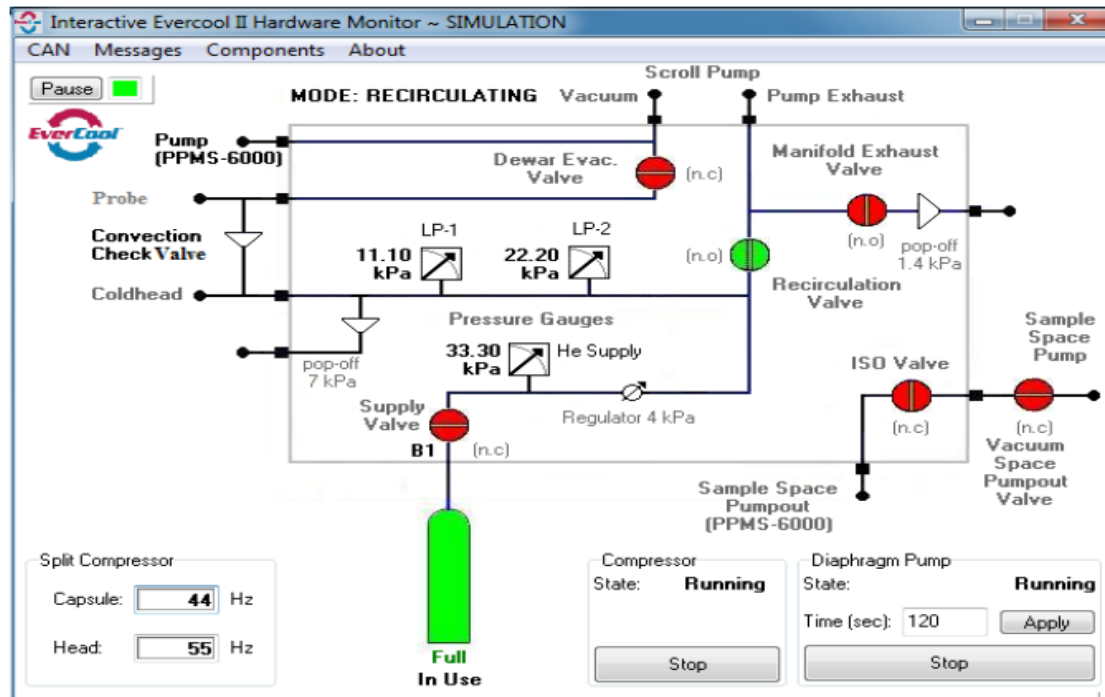 Interactive Evercool II Hardware Monitor ~ SIMULATION
CAN Messages Components About
Pause
EverCool
MODE: RECIRCULATING
Scroll Pump
Vacuum
Pump Exhaust
Pump
(PPMS-6000)
Dewar Evac.
Valve
(n.c)
Manifold Exhaust
Valve
(n.o)
pop-off
1.4 kPa
Probe
Convection
Check Valve
LP-1
11.10
kPa
LP-2
22.20
kPa
(n.o)
Recirculation
Valve
Coldhead
Pressure Gauges
pop-off
7 kPa
33.30
kPa
He Supply
Regulator 4 kPa
Supply
Valve
B1
(n.c)
Sample
Space
Pump
ISO Valve
(n.c)
(n.c)
Vacuum
Space
Pumpout
Valve
Sample Space
Pumpout
(PPMS-6000)
Full
In Use
Split Compressor
Capsule: 44 Hz
Head: 55 Hz
Compressor
State: Running
Stop
Diaphragm Pump
State: Running
Time (sec): 120 Apply
Stop